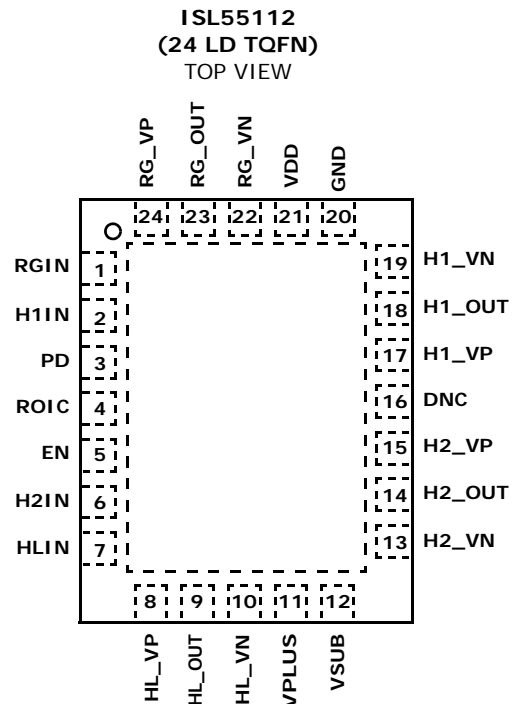 ISL55112
(24 LD TQFN)
TOP VIEW
RG_VP
RG_OUT
RG_VN
VDD
GND
24 23 22 21 20
RGIN 1
H1IN 2
PD 3
ROIC 4
EN 5
H2IN 6
HLIN 7
19 H1_VN
18 H1_OUT
17 H1_VP
16 DNC
15 H2_VP
14 H2_OUT
13 H2_VN
8 9 10 11 12
HL_VP
HL_OUT
HL_VN
VPLUS
VSUB